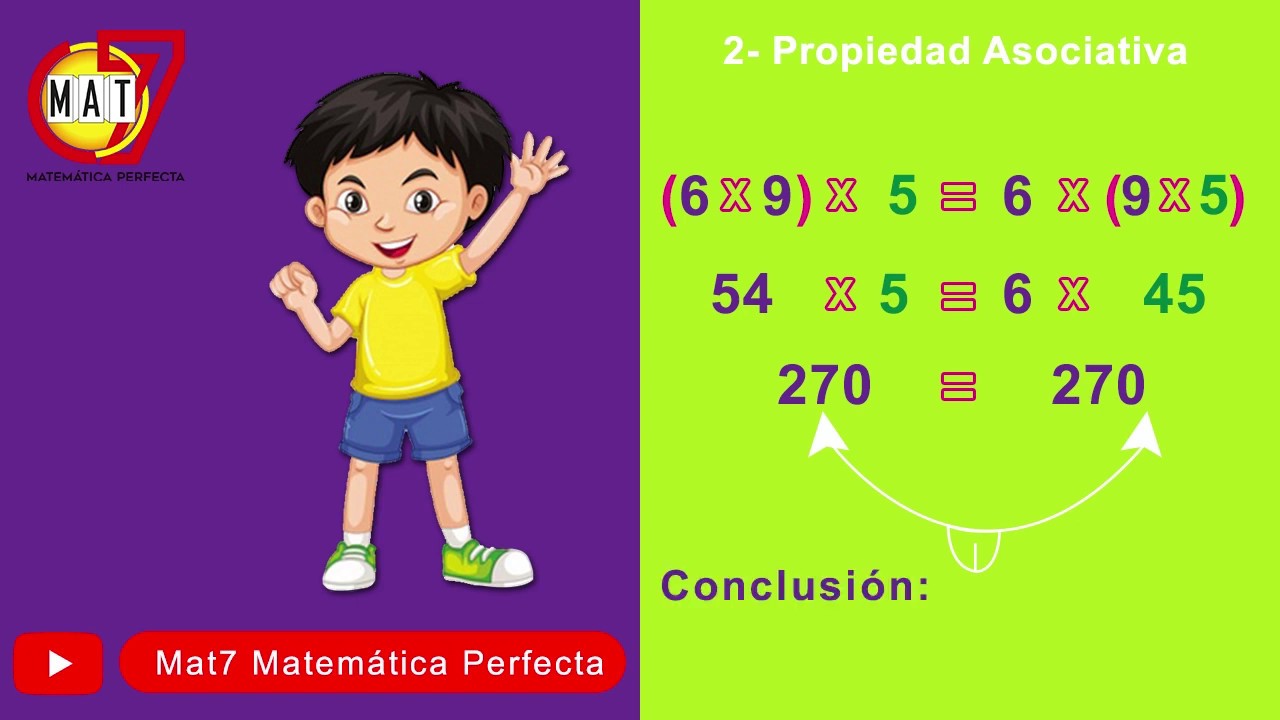 MAT
7
MATEMÁTICA PERFECTA
2- Propiedad Asociativa
(6 x 9) x 5 = 6 x (9 x 5)
54 x 5 = 6 x 45
270 = 270
Conclusión:
Mat7 Matemática Perfecta